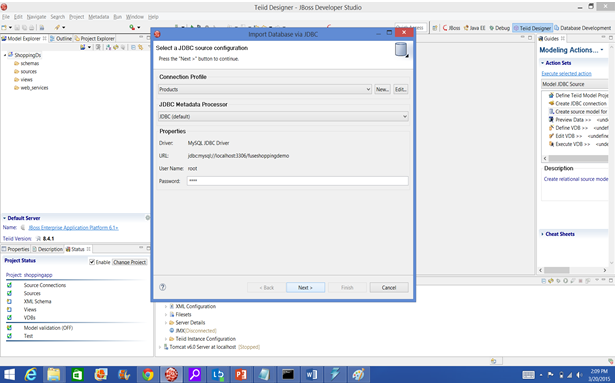 Teiid Designer - JBoss Developer Studio
File Edit Navigate Search Project Metadata Run Window Help
Quick Access
JBoss Java EE Debug Teiid Designer Database Development
Model Explorer Outline Project Explorer
ShoppingDs
schemas
sources
views
web_services
Default Server
Name: JBoss Enterprise Application Platform 6.1+
Teiid Version: 8.4.1
Properties Description Status
Project Status
Enable Change Project
Project: shoppingapp
Source Connections
Sources
XML Schema
Views
VDBs
Model validation (OFF)
Test
Import Database via JDBC
Select a JDBC source configuration
Press the "Next >" button to continue.
Connection Profile
Products
New... Edit...
JDBC Metadata Processor
JDBC (default)
Properties
Driver: MySQL JDBC Driver
URL: jdbc:mysql://localhost:3306/fuseshoppingdemo
User Name: root
Password: ****
< Back Next > Finish Cancel
XML Configuration
Filesets
Server Details
JMX[Disconnected]
Teiid Instance Configuration
Tomcat v6.0 Server at localhost [Stopped]
Guides
Modeling Actions...
Action Sets
Execute selected action
Model JDBC Source
Define Teiid Model Proje
Create JDBC connection
Create source model for
Preview Data >> <undef
Define VDB >> <undef
Edit VDB >> <undef
Execute VDB >> <undef
Description
Create relational source mode
Cheat Sheets
2:09 PM
3/20/2015